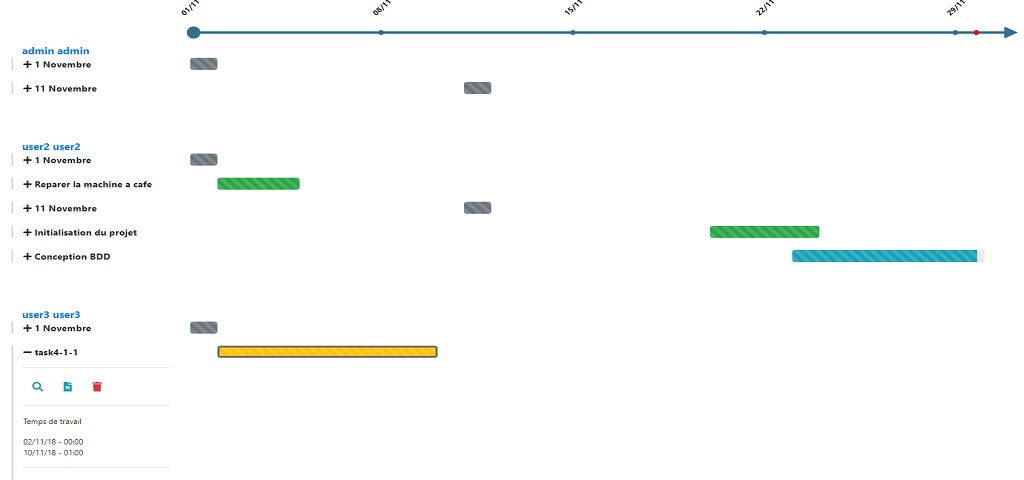 01/11
08/11
15/11
22/11
29/11
admin admin
1 Novembre
11 Novembre
user2 user2
1 Novembre
Reparer la machine a cafe
11 Novembre
Initialisation du projet
Conception BDD
user3 user3
1 Novembre
task4-1-1
Temps de travail
02/11/18 - 00:00
10/11/18 - 01:00